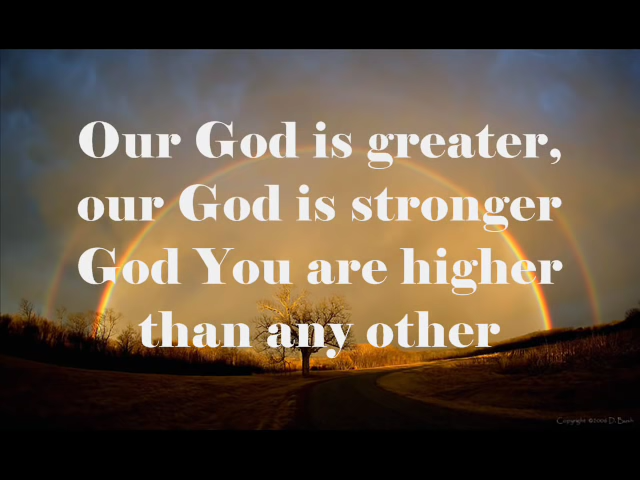 Our God is greater,
our God is stronger
God You are higher
than any other